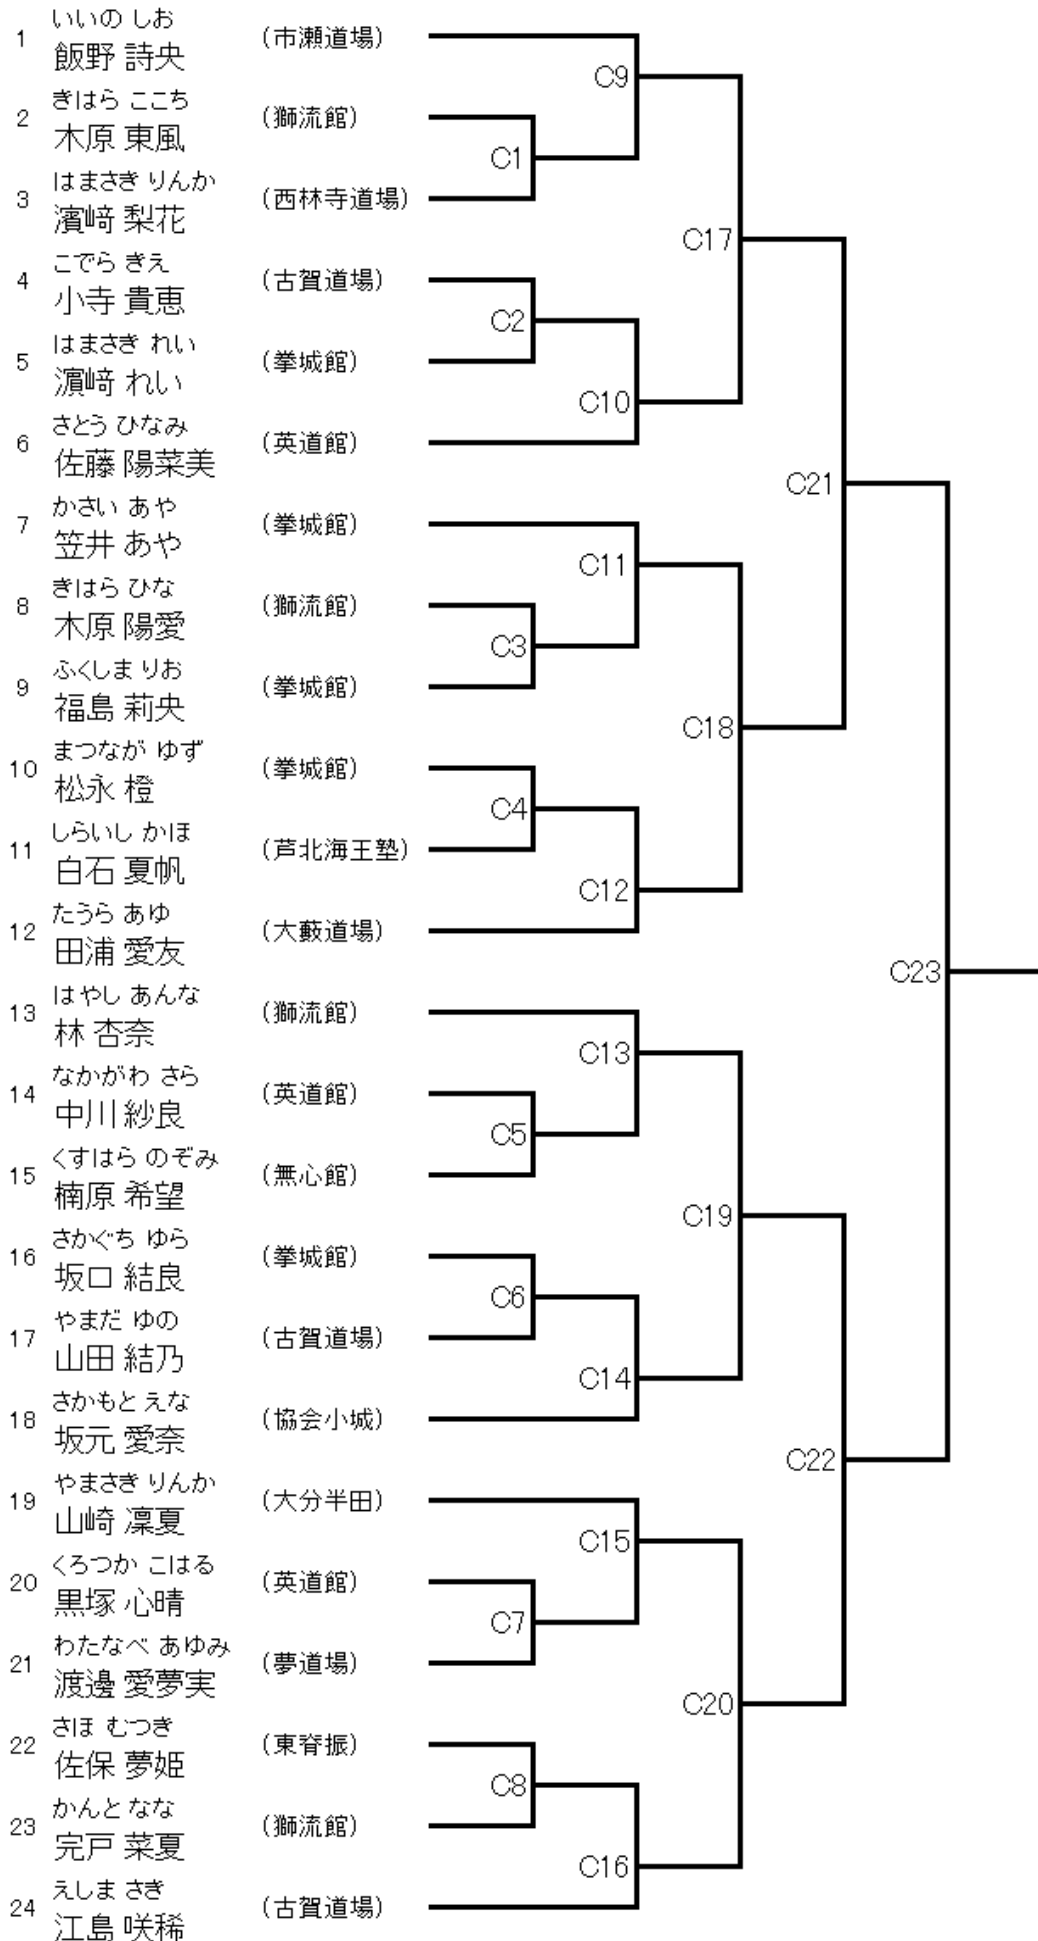 いいの しお
1 飯野 詩央 (市瀬道場)
きはら ここち
2 木原 東風 (獅流館)
はまさき りんか
3 濱﨑 梨花 (西林寺道場)
こでら きえ
4 小寺 貴恵 (古賀道場)
はまさき れい
5 濵﨑 れい (拳城館)
さとう ひなみ
6 佐藤 陽菜美 (英道館)
かさい あや
7 笠井 あや (拳城館)
きはら ひな
8 木原 陽愛 (獅流館)
ふくしま りお
9 福島 莉央 (拳城館)
まつなが ゆず
10 松永 橙 (拳城館)
しらいし かほ
11 白石 夏帆 (芦北海王塾)
たうら あゆ
12 田浦 愛友 (大藪道場)
はやし あんな
13 林 杏奈 (獅流館)
なかがわ さら
14 中川 紗良 (英道館)
くすはら のぞみ
15 楠原 希望 (無心館)
さかぐち ゆら
16 坂口 結良 (拳城館)
やまだ ゆの
17 山田 結乃 (古賀道場)
さかもと えな
18 坂元 愛奈 (協会小城)
やまさき りんか
19 山崎 凜夏 (大分半田)
くろつか こはる
20 黒塚 心晴 (英道館)
わたなべ あゆみ
21 渡邊 愛夢実 (夢道場)
さほ むつき
22 佐保 夢姫 (東脊振)
かんと なな
23 完戸 菜夏 (獅流館)
えしま さき
24 江島 咲稀 (古賀道場)
C9
C1
C17
C2
C10
C21
C11
C3
C18
C4
C12
C23
C13
C5
C19
C6
C14
C22
C15
C7
C20
C8
C16